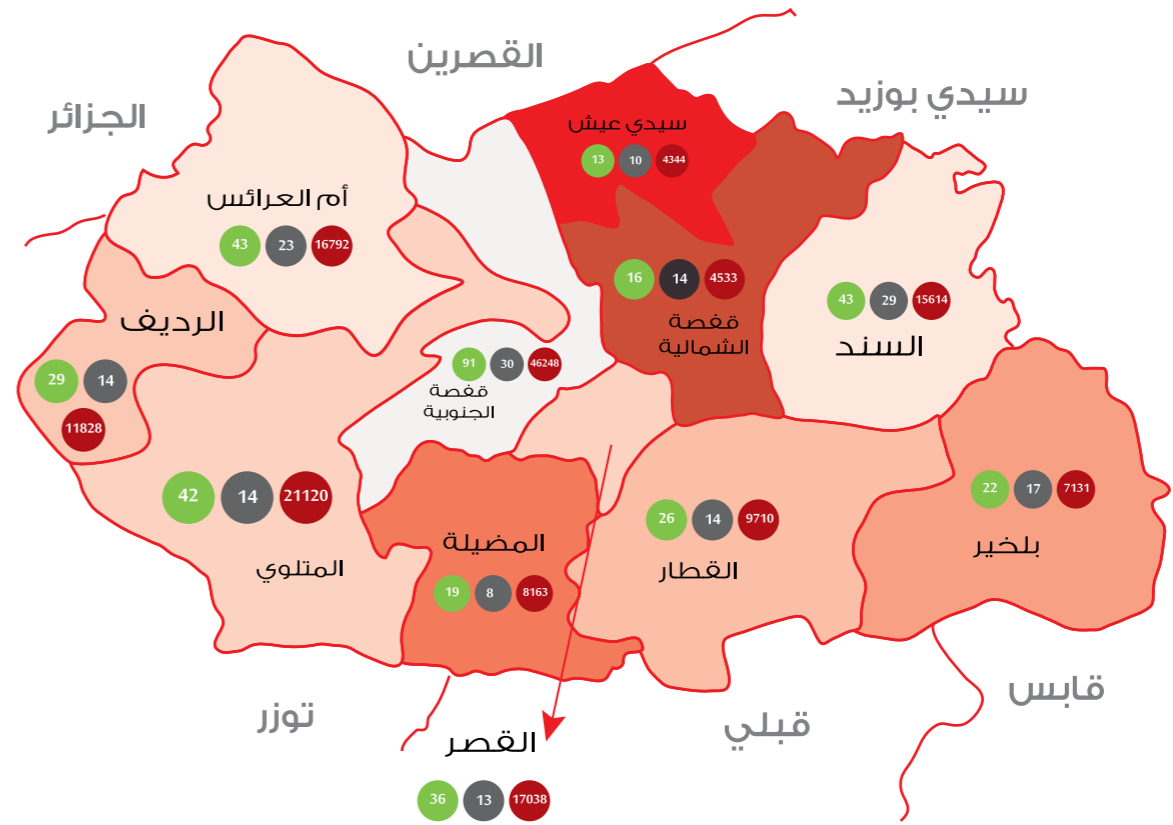 القصرين
سيدي بوزيد
الجزائر
سيدي عيش
13 10 4344
أم العرائس
43 23 16792
16 14 4533
قفصة
الشمالية
43 29 15614
السند
الرديف
29 14
11828
91 30 46248
قفصة
الجنوبية
42 14 21120
المتلوي
المضيلة
19 8 8163
26 14 9710
القطار
22 17 7131
بلخير
قابس
توزر
قبلي
القصر
36 13 17038